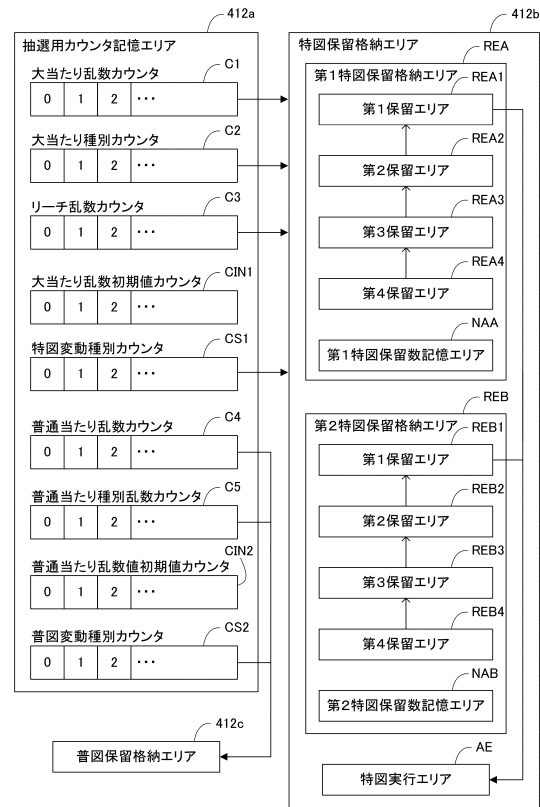 412a
抽選用カウンタ記憶エリア
大当たり乱数カウンタ
C1
0 1 2 ･･･
大当たり種別カウンタ
C2
0 1 2 ･･･
リーチ乱数カウンタ
C3
0 1 2 ･･･
大当たり乱数初期値カウンタ
CIN1
0 1 2 ･･･
特図変動種別カウンタ
CS1
0 1 2 ･･･
普通当たり乱数カウンタ
C4
0 1 2 ･･･
普通当たり種別乱数カウンタ
C5
0 1 2 ･･･
普通当たり乱数値初期値カウンタ
CIN2
0 1 2 ･･･
普図変動種別カウンタ
CS2
0 1 2 ･･･
412c
普図保留格納エリア
412b
特図保留格納エリア
REA
第1特図保留格納エリア
REA1
第1保留エリア
REA2
第2保留エリア
REA3
第3保留エリア
REA4
第4保留エリア
NAA
第1特図保留数記憶エリア
REB
第2特図保留格納エリア
REB1
第1保留エリア
REB2
第2保留エリア
REB3
第3保留エリア
REB4
第4保留エリア
NAB
第2特図保留数記憶エリア
AE
特図実行エリア